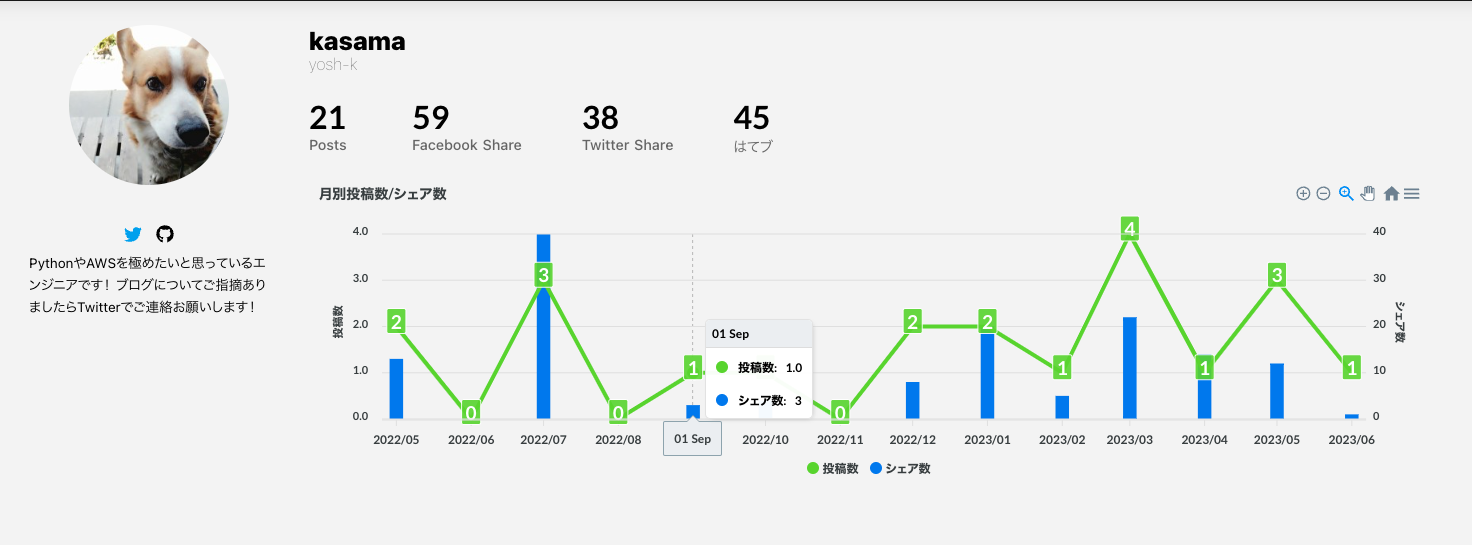 kasama
yosh-k
21 59 38 45
Posts Facebook Share Twitter Share はてブ
月別投稿数/シェア数
PythonやAWSを極めたいと思っているエ
ンジニアです！ブログについてご指摘あり
ましたらTwitterでご連絡お願いします！
投稿数
4.0
3.0
2.0
1.0
0.0
シェア数
40
30
20
10
0
2 0 3 0 1 0 2 2 1 4 1 3 1
01 Sep
投稿数: 1.0
シェア数: 3
2022/05 2022/06 2022/07 2022/08 01 Sep 2022/10 2022/11 2022/12 2023/01 2023/02 2023/03 2023/04 2023/05 2023/06
投稿数 シェア数